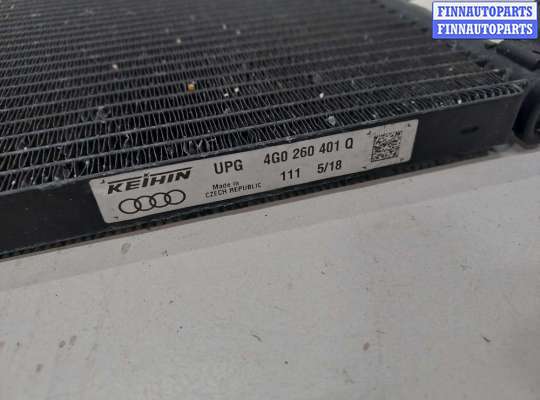 FINNAUTOPARTS
FINNAUTOPARTS
KEIHIN UPG 4G0 260 401 Q
Made in
CZECH REPUBLIC
111 5/18